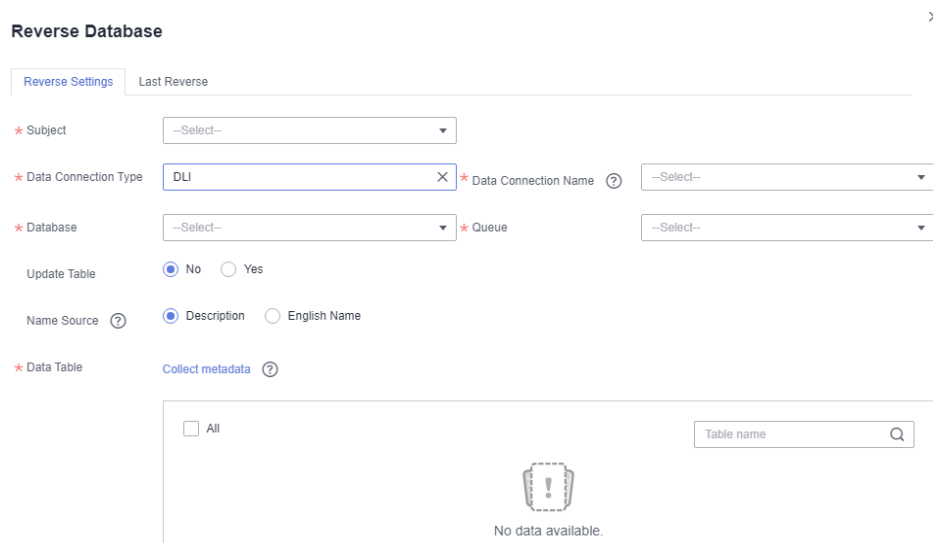 Reverse Database
Reverse Settings Last Reverse
* Subject --Select--
* Data Connection Type DLI * Data Connection Name ? --Select--
* Database --Select-- * Queue --Select--
Update Table No Yes
Name Source ? Description English Name
* Data Table Collect metadata ?
All Table name
No data available.